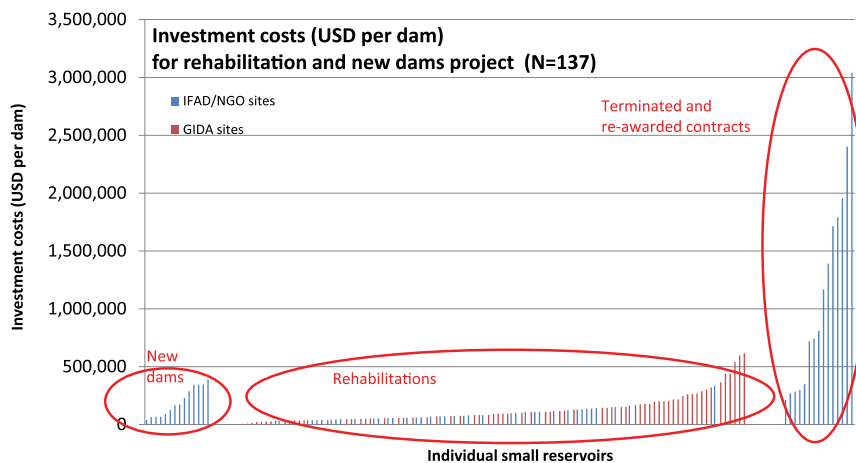 3,500,000
Investment costs (USD per dam)
for rehabilitation and new dams project (N=137)
3,000,000
IFAD/NGO sites
Terminated and
re-awarded contracts
GIDA sites
2,500,000
2,000,000
1,500,000
1,000,000
500,000
0
Investment costs (USD per dam)
New
dams
Rehabilitations
Individual small reservoirs